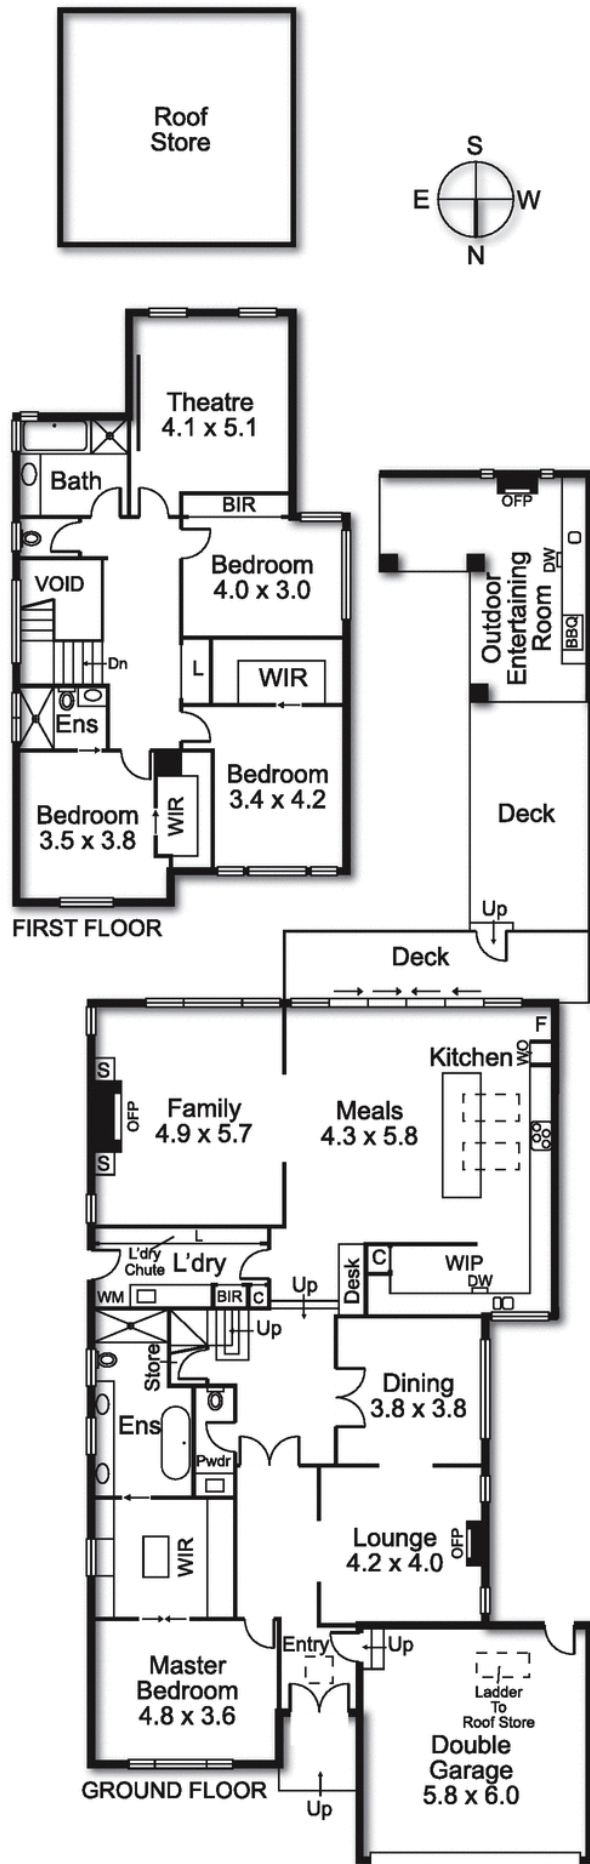 Roof
Store
S
E
W
N
Theatre
4.1 x 5.1
Bath
BIR
Bedroom
4.0 x 3.0
VOID
Dn
L
WIR
Ens
Bedroom
3.4 x 4.2
Bedroom
3.5 x 3.8
WIR
FIRST FLOOR
OFP
DW
Outdoor
Entertaining
Room
BBQ
Deck
Up
Deck
F
WO
Kitchen
S
OFP
S
Family
4.9 x 5.7
Meals
4.3 x 5.8
L
L'dry
Chute
L'dry
WM
BIR
C
Up
Desk
C
WIP
DW
Up
Store
Dining
3.8 x 3.8
Ens
Pwdr
Lounge
4.2 x 4.0
OFP
WIR
Entry
Up
Master
Bedroom
4.8 x 3.6
Ladder
To
Roof Store
Double
Garage
5.8 x 6.0
GROUND FLOOR
Up